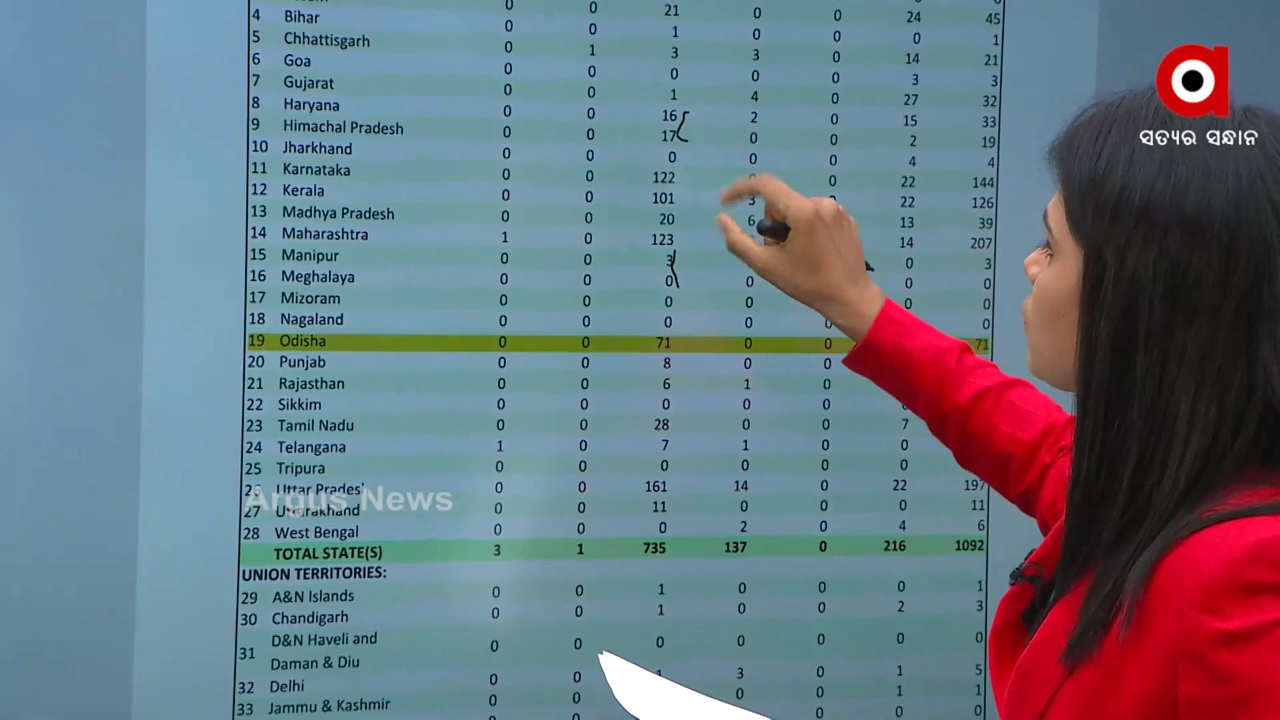 0 0 21 0 0 24 45
4 Bihar 0 0 1 0 0 0 1
5 Chhattisgarh 0 1 3 3 0 14 21
6 Goa 0 0 0 0 0 3 3
7 Gujarat 0 0 1 4 0 27 32
8 Haryana 0 0 16 2 0 15 33
9 Himachal Pradesh 0 0 17 0 0 2 19
10 Jharkhand 0 0 0 0 0 4 4
11 Karnataka 0 0 122 0 22 144
12 Kerala 0 0 101 3 22 126
13 Madhya Pradesh 0 0 20 6 13 39
14 Maharashtra 1 0 123 14 207
15 Manipur 0 0 3 0 3
16 Meghalaya 0 0 0 0 0 0
17 Mizoram 0 0 0 0 0 0
18 Nagaland 0 0 0 0 0 0
19 Odisha 0 0 71 0 0 71
20 Punjab 0 0 8 0 0
21 Rajasthan 0 0 6 1 0
22 Sikkim 0 0 0 0 0
23 Tamil Nadu 0 0 28 0 0 7
24 Telangana 1 0 7 1 0 0
25 Tripura 0 0 0 0 0 0
26 Uttar Prades 0 0 161 14 0 22 197
27 Uttarakhand 0 0 11 0 0 0 11
28 West Bengal 0 0 0 2 0 4 6
TOTAL STATE(S) 3 1 735 137 0 216 1092
UNION TERRITORIES:
29 A&N Islands 0 0 1 0 0 0 1
30 Chandigarh 0 0 1 0 0 2 3
31 D&N Haveli and
Daman & Diu 0 0 0 0 0 0 0
32 Delhi 0 0 3 0 1 5
33 Jammu & Kashmir 0 0 0 1 1
Argus News
ସତ୍ୟର ସନ୍ଧାନ